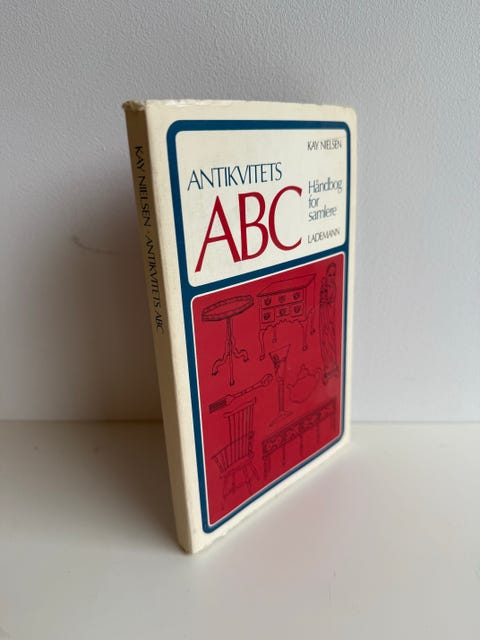 KAY NIELSEN · ANTIKVITETS ABC
KAY NIELSEN
ANTIKVITETS
ABC
Håndbog
for
samlere
LADEMANN